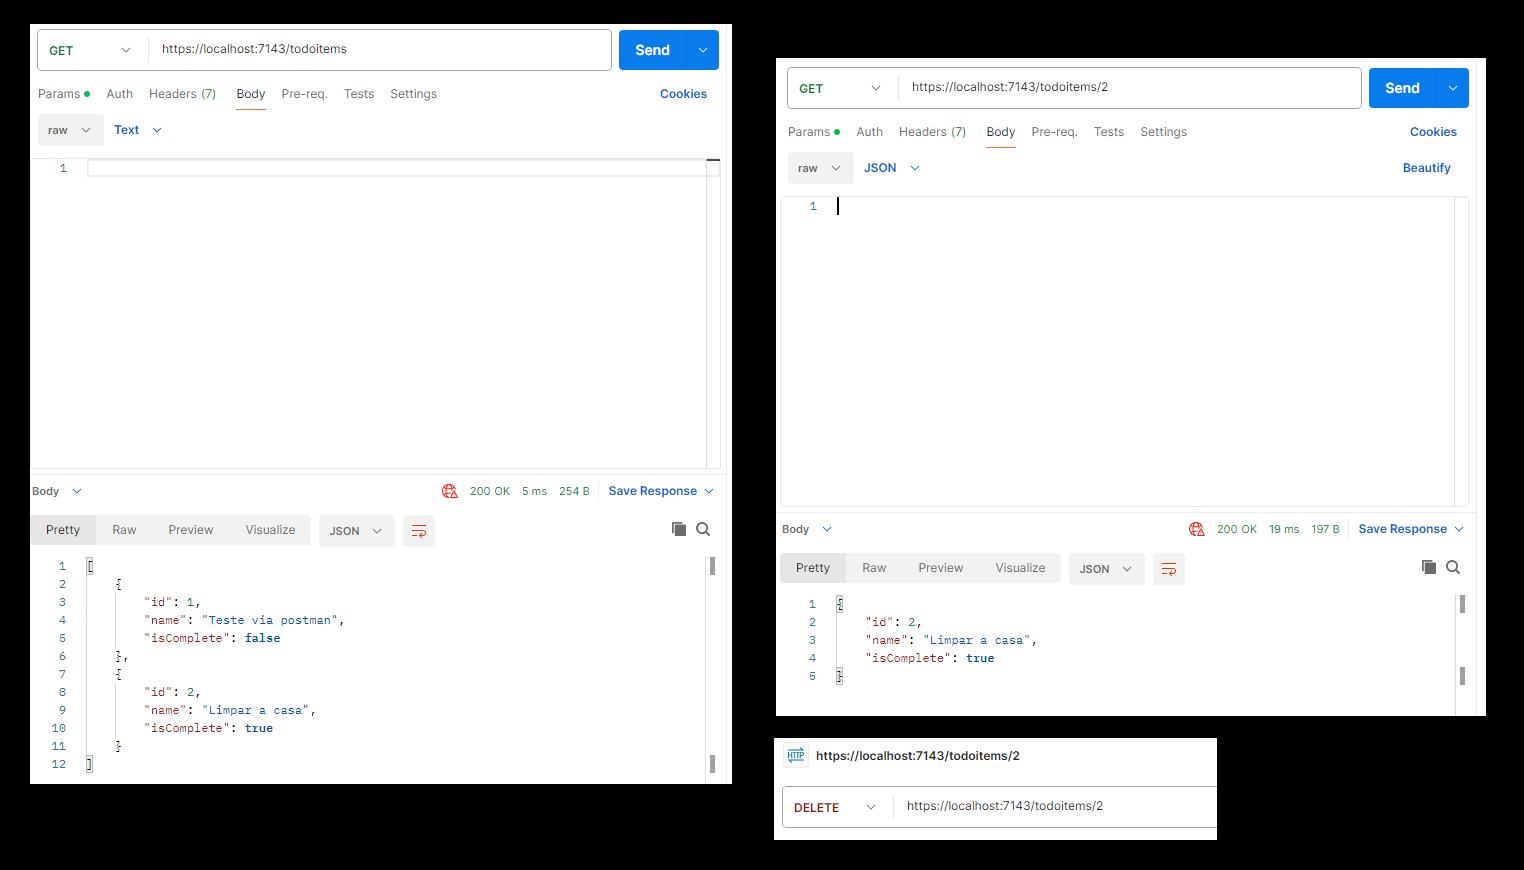 GET https://localhost:7143/todoitems Send
Params Auth Headers (7) Body Pre-req. Tests Settings Cookies
raw Text
1
Body 200 OK 5 ms 254 B Save Response
Pretty Raw Preview Visualize JSON
1 [
2 {
3 "id": 1,
4 "name": "Teste via postman",
5 "isComplete": false
6 },
7 {
8 "id": 2,
9 "name": "Limpar a casa",
10 "isComplete": true
11 }
12 ]
GET https://localhost:7143/todoitems/2 Send
Params Auth Headers (7) Body Pre-req. Tests Settings Cookies
raw JSON Beautify
1
Body 200 OK 19 ms 197 B Save Response
Pretty Raw Preview Visualize JSON
1 {
2 "id": 2,
3 "name": "Limpar a casa",
4 "isComplete": true
5 }
HTTP https://localhost:7143/todoitems/2
DELETE https://localhost:7143/todoitems/2